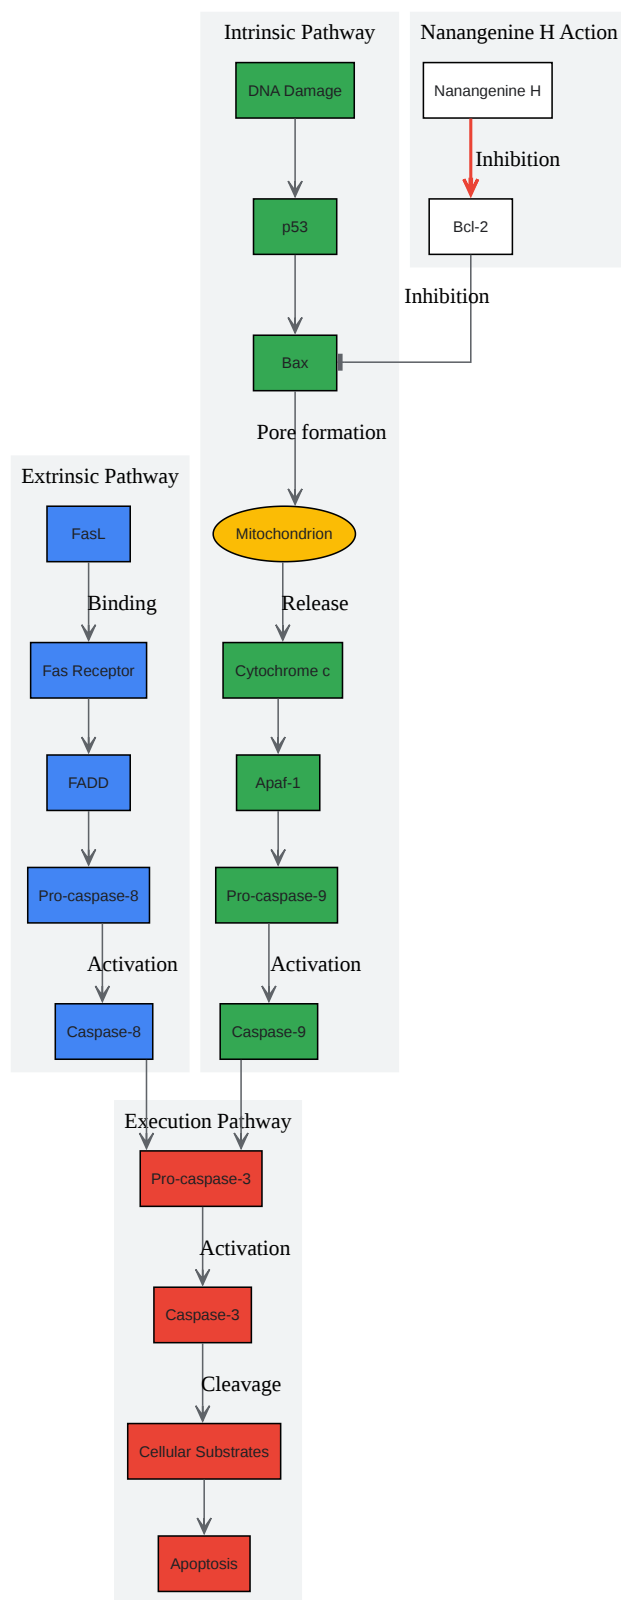 Intrinsic Pathway
Nanangenine H Action
DNA Damage
Nanangenine H
Inhibition
p53
Bcl-2
Inhibition
Bax
Pore formation
Extrinsic Pathway
FasL
Mitochondrion
Binding
Release
Fas Receptor
Cytochrome c
FADD
Apaf-1
Pro-caspase-8
Pro-caspase-9
Activation
Activation
Caspase-8
Caspase-9
Execution Pathway
Pro-caspase-3
Activation
Caspase-3
Cleavage
Cellular Substrates
Apoptosis